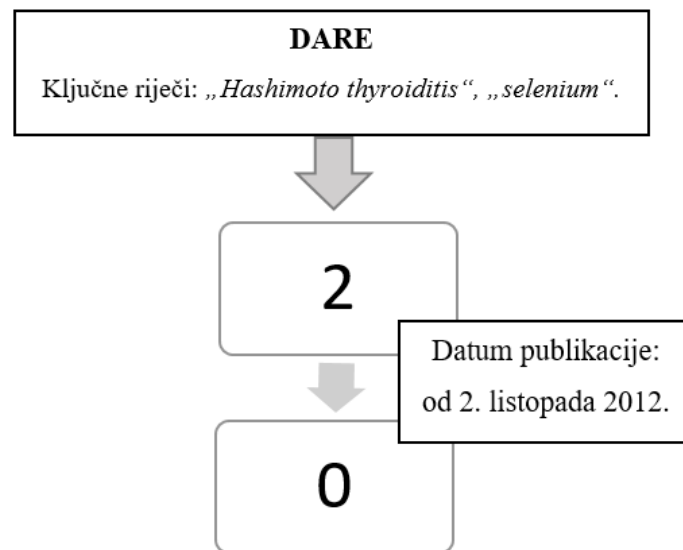 DARE
Ključne riječi: „Hashimoto thyroiditis“, „selenium“.
2
Datum publikacije:
od 2. listopada 2012.
0